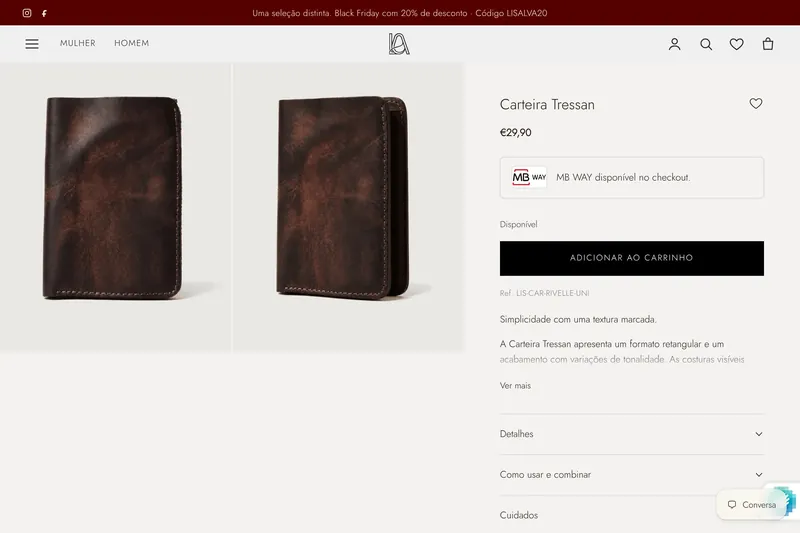 Uma seleção distinta. Black Friday com 20% de desconto · Código LISALVA20
MULHER
HOMEM
Carteira Tressan
€29,90
MB WAY
MB WAY disponível no checkout.
Disponível
ADICIONAR AO CARRINHO
Ref. LIS-CAR-RIVELLE-UNI
Simplicidade com uma textura marcada.
A Carteira Tressan apresenta um formato retangular e um
acabamento com variações de tonalidade. As costuras visíveis
Ver mais
Detalhes
Como usar e combinar
Cuidados
Conversa